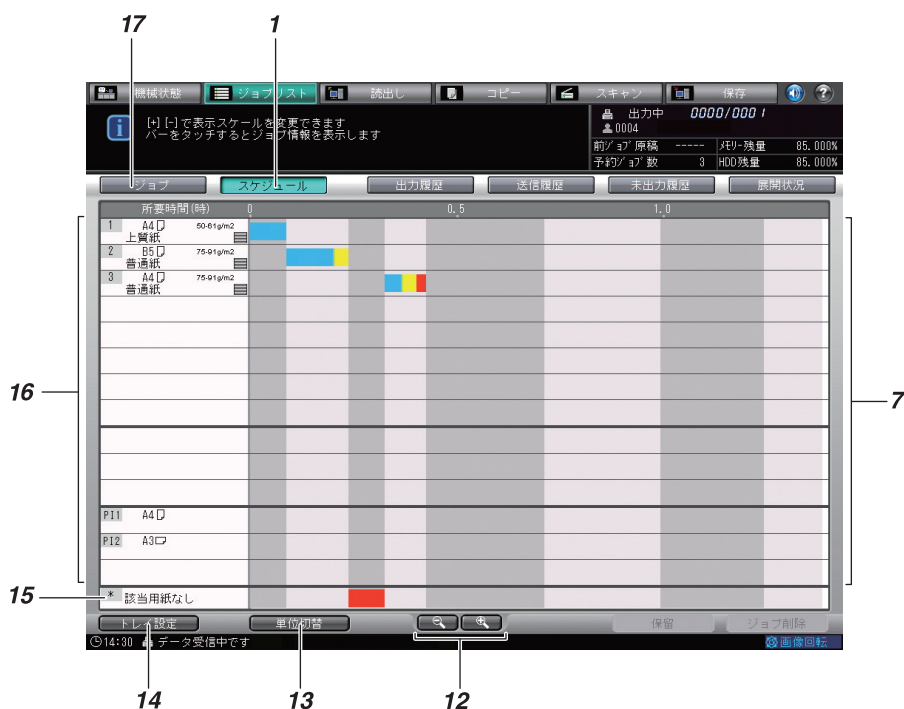 17 1
機械状態 ジョブリスト 読出し コピー スキャン 保存 ?
i [+] [-] で表示スケールを変更できます
バーをタッチするとジョブ情報を表示します
出力中 0000/0001
0004
前ジョブ原稿 ----- メモリー残量 85.000%
予約ジョブ数 3 HDD残量 85.000%
ジョブ スケジュール 出力履歴 送信履歴 未出力履歴 展開状況
所要時間(時) 0 0.5 1.0
1 A4 50-61g/m2
上質紙
2 B5 75-91g/m2
普通紙
3 A4 75-91g/m2
普通紙
16 7
PI1 A4
PI2 A3
15 * 該当用紙なし
トレイ設定 単位切替 保留 ジョブ削除
14:30 データ受信中です 画像回転
14 13 12